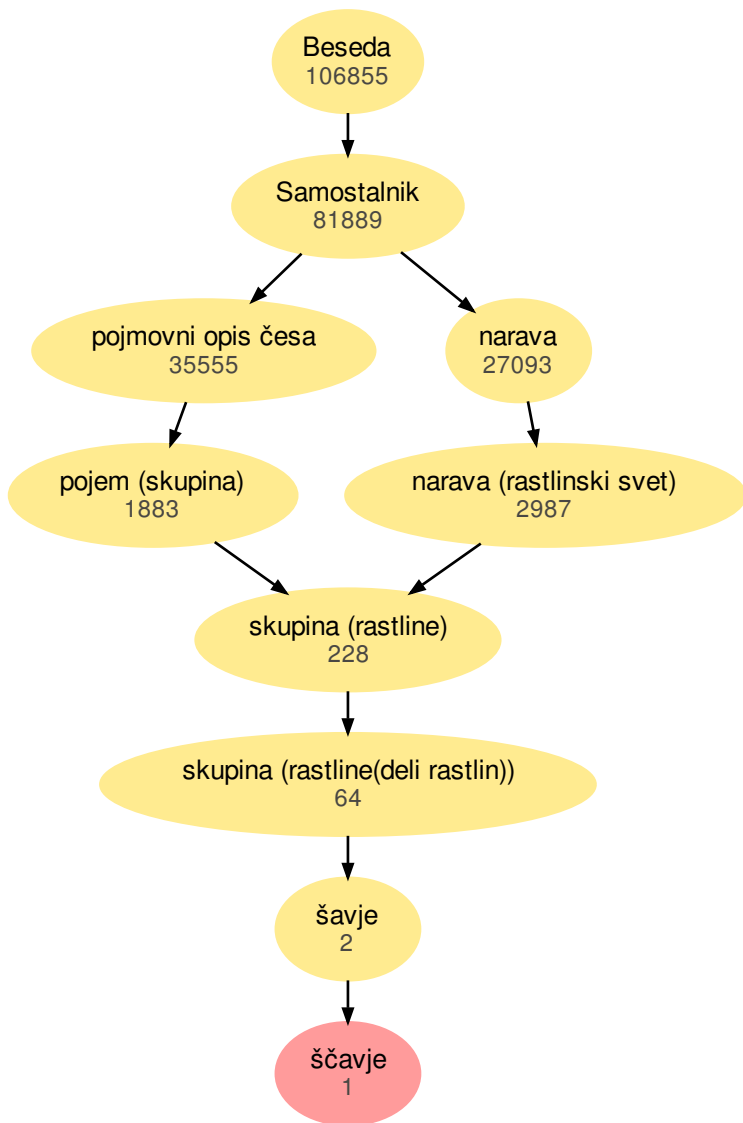 Beseda
106855
Samostalnik
81889
pojmovni opis česa
35555
narava
27093
pojem (skupina)
1883
narava (rastlinski svet)
2987
skupina (rastline)
228
skupina (rastline(deli rastlin))
64
šavje
2
ščavje
1